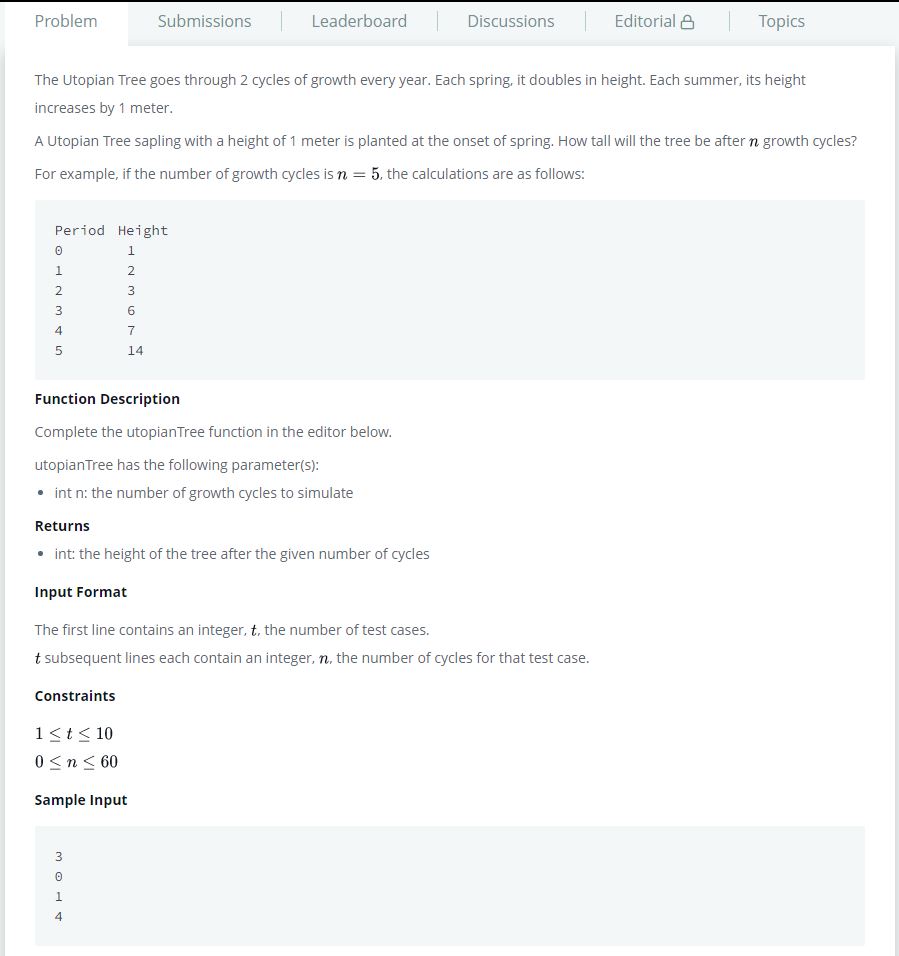 Problem Submissions Leaderboard Discussions Editorial Topics
The Utopian Tree goes through 2 cycles of growth every year. Each spring, it doubles in height. Each summer, its height
increases by 1 meter.
A Utopian Tree sapling with a height of 1 meter is planted at the onset of spring. How tall will the tree be after n growth cycles?
For example, if the number of growth cycles is n = 5, the calculations are as follows:
Period Height
0 1
1 2
2 3
3 6
4 7
5 14
Function Description
Complete the utopianTree function in the editor below.
utopianTree has the following parameter(s):
• int n: the number of growth cycles to simulate
Returns
• int: the height of the tree after the given number of cycles
Input Format
The first line contains an integer, t, the number of test cases.
t subsequent lines each contain an integer, n, the number of cycles for that test case.
Constraints
1 ≤ t ≤ 10
0 ≤ n ≤ 60
Sample Input
3
0
1
4